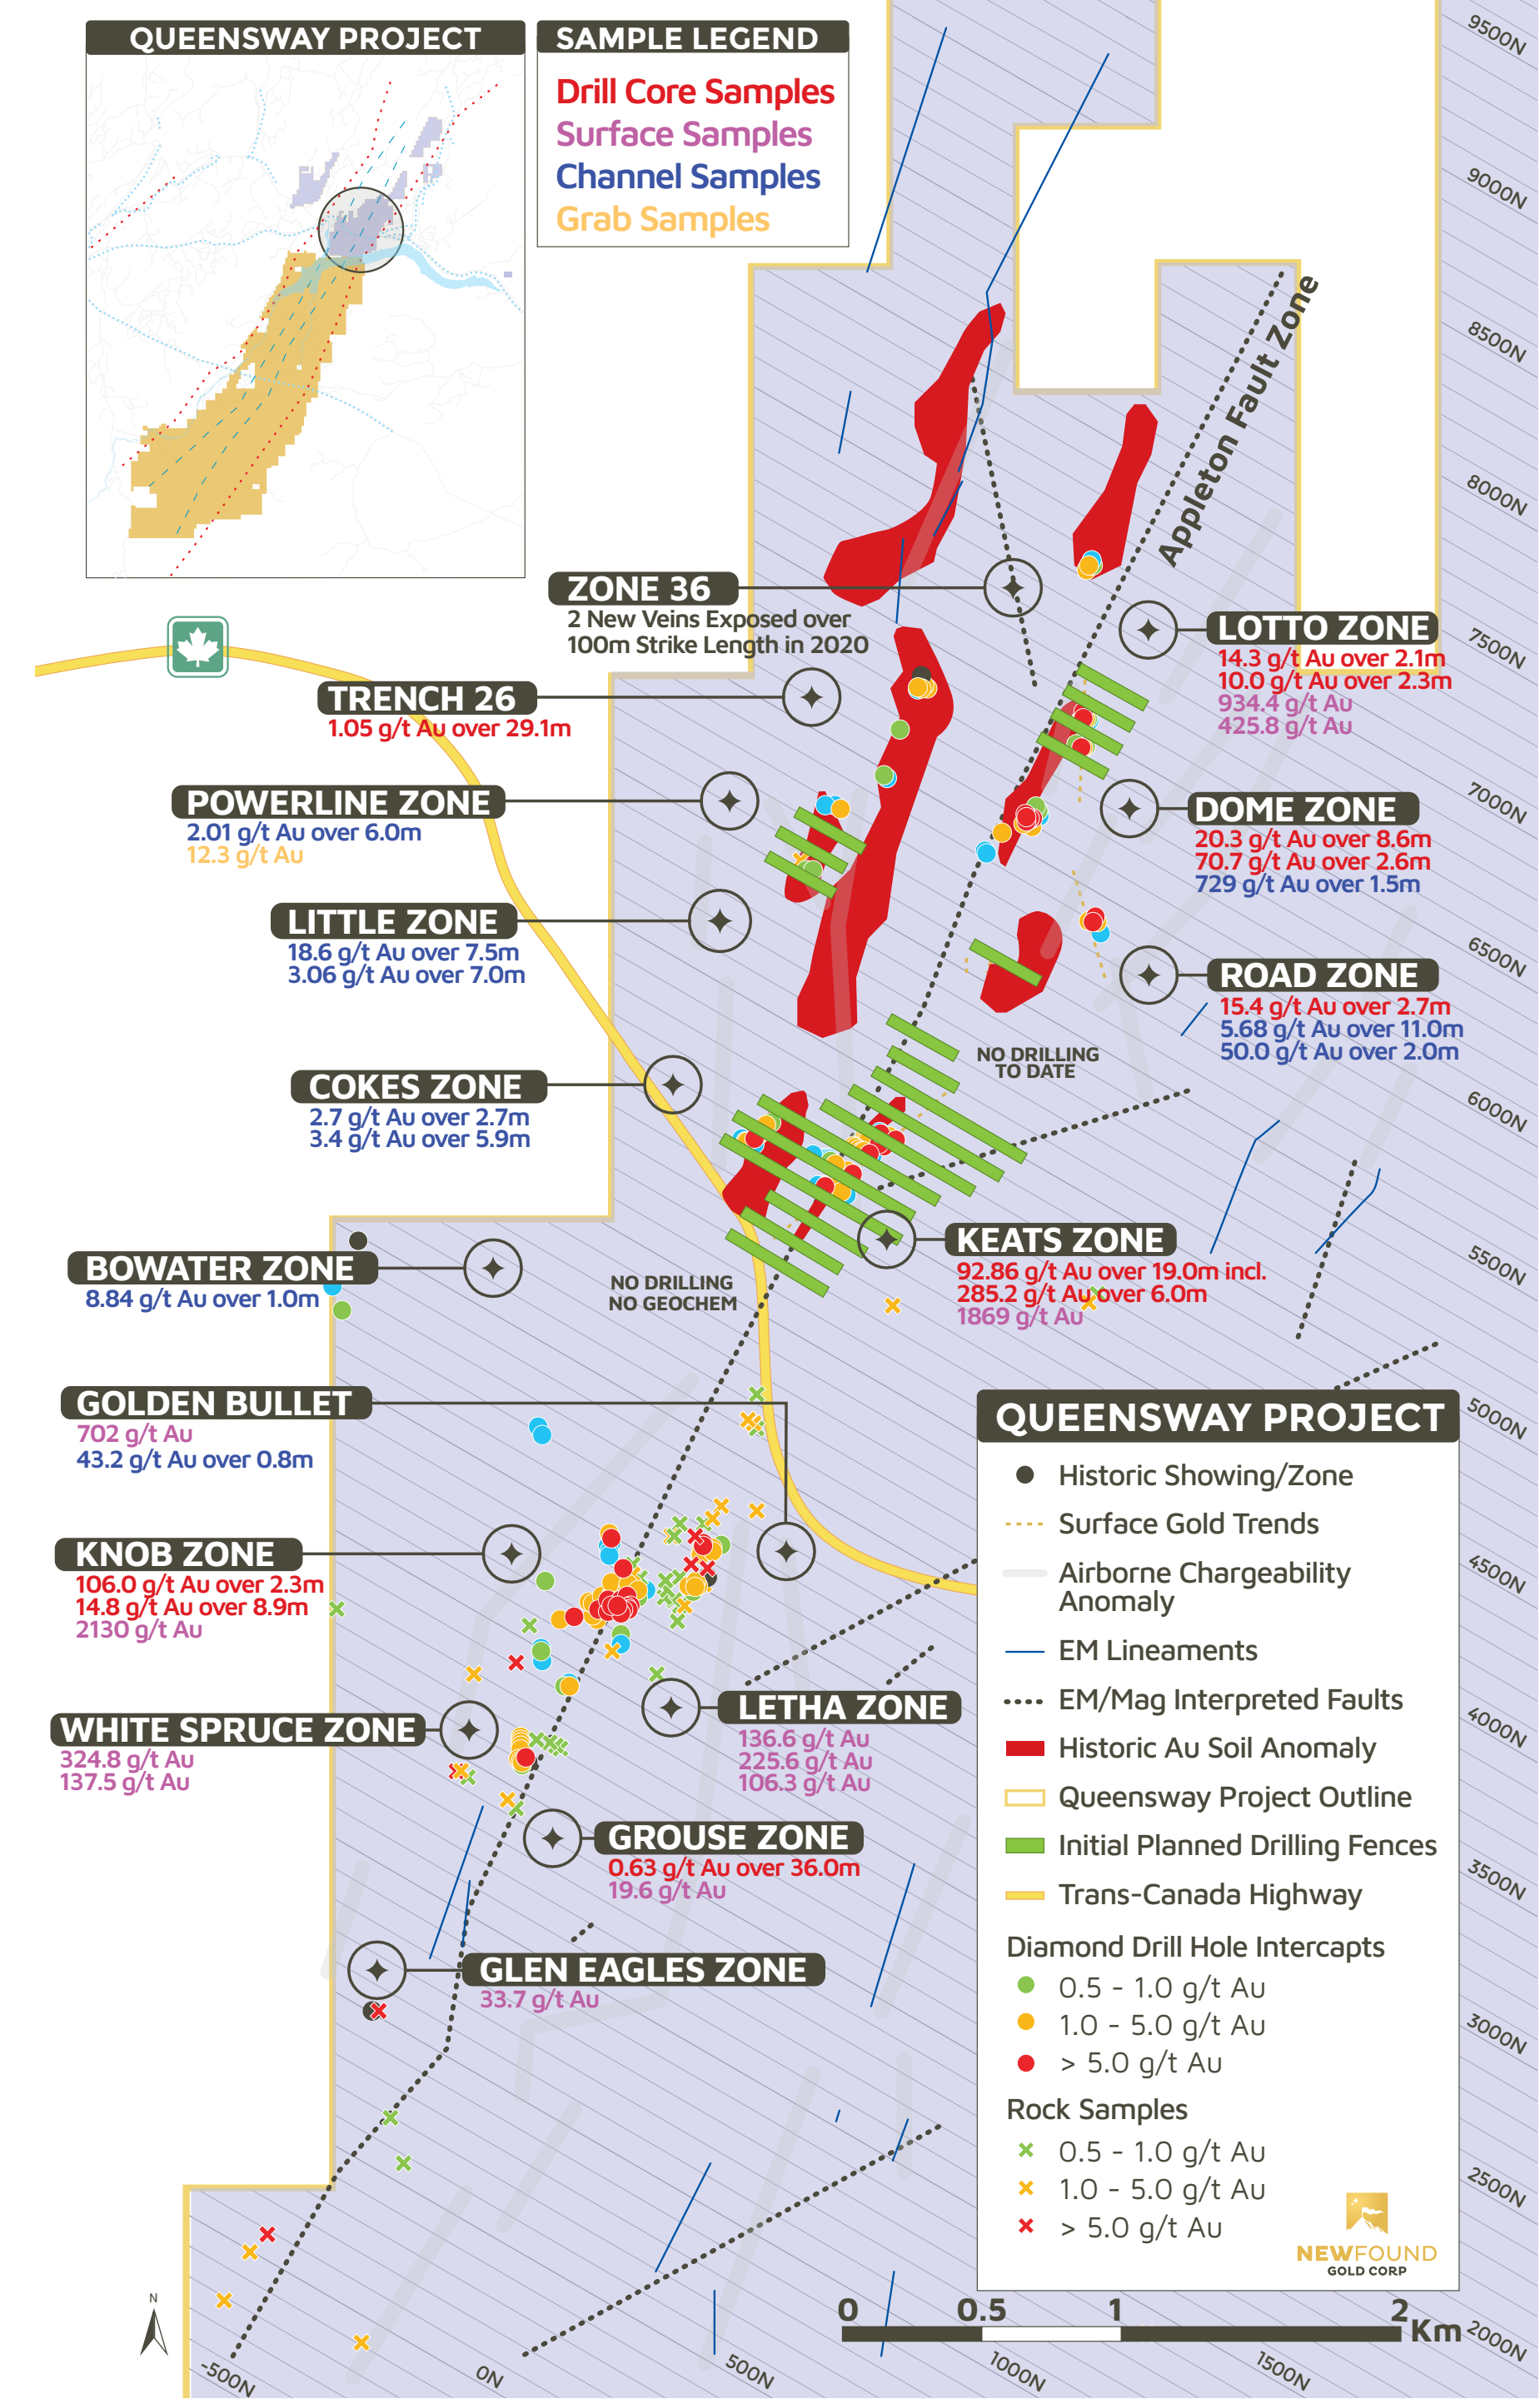 QUEENSWAY PROJECT
SAMPLE LEGEND
Drill Core Samples
Surface Samples
Channel Samples
Grab Samples
9500N
9000N
8500N
8000N
7500N
7000N
6500N
6000N
5500N
5000N
4500N
4000N
3500N
3000N
2500N
2000N
Appleton Fault Zone
ZONE 36
2 New Veins Exposed over
100m Strike Length in 2020
LOTTO ZONE
14.3 g/t Au over 2.1m
10.0 g/t Au over 2.3m
934.4 g/t Au
425.8 g/t Au
TRENCH 26
1.05 g/t Au over 29.1m
POWERLINE ZONE
2.01 g/t Au over 6.0m
12.3 g/t Au
DOME ZONE
20.3 g/t Au over 8.6m
70.7 g/t Au over 2.6m
729 g/t Au over 1.5m
LITTLE ZONE
18.6 g/t Au over 7.5m
3.06 g/t Au over 7.0m
ROAD ZONE
15.4 g/t Au over 2.7m
5.68 g/t Au over 11.0m
50.0 g/t Au over 2.0m
NO DRILLING
TO DATE
COKES ZONE
2.7 g/t Au over 2.7m
3.4 g/t Au over 5.9m
KEATS ZONE
92.86 g/t Au over 19.0m incl.
285.2 g/t Au over 6.0m
1869 g/t Au
BOWATER ZONE
8.84 g/t Au over 1.0m
NO DRILLING
NO GEOCHEM
GOLDEN BULLET
702 g/t Au
43.2 g/t Au over 0.8m
KNOB ZONE
106.0 g/t Au over 2.3m
14.8 g/t Au over 8.9m
2130 g/t Au
LETHA ZONE
136.6 g/t Au
225.6 g/t Au
106.3 g/t Au
WHITE SPRUCE ZONE
324.8 g/t Au
137.5 g/t Au
GROUSE ZONE
0.63 g/t Au over 36.0m
19.6 g/t Au
GLEN EAGLES ZONE
33.7 g/t Au
QUEENSWAY PROJECT
Historic Showing/Zone
Surface Gold Trends
Airborne Chargeability
Anomaly
EM Lineaments
EM/Mag Interpreted Faults
Historic Au Soil Anomaly
Queensway Project Outline
Initial Planned Drilling Fences
Trans-Canada Highway
Diamond Drill Hole Intercapts
0.5 - 1.0 g/t Au
1.0 - 5.0 g/t Au
> 5.0 g/t Au
Rock Samples
0.5 - 1.0 g/t Au
1.0 - 5.0 g/t Au
> 5.0 g/t Au
NEWFOUND
GOLD CORP
0 0.5 1 2 Km
N
-500N
0N
500N
1000N
1500N